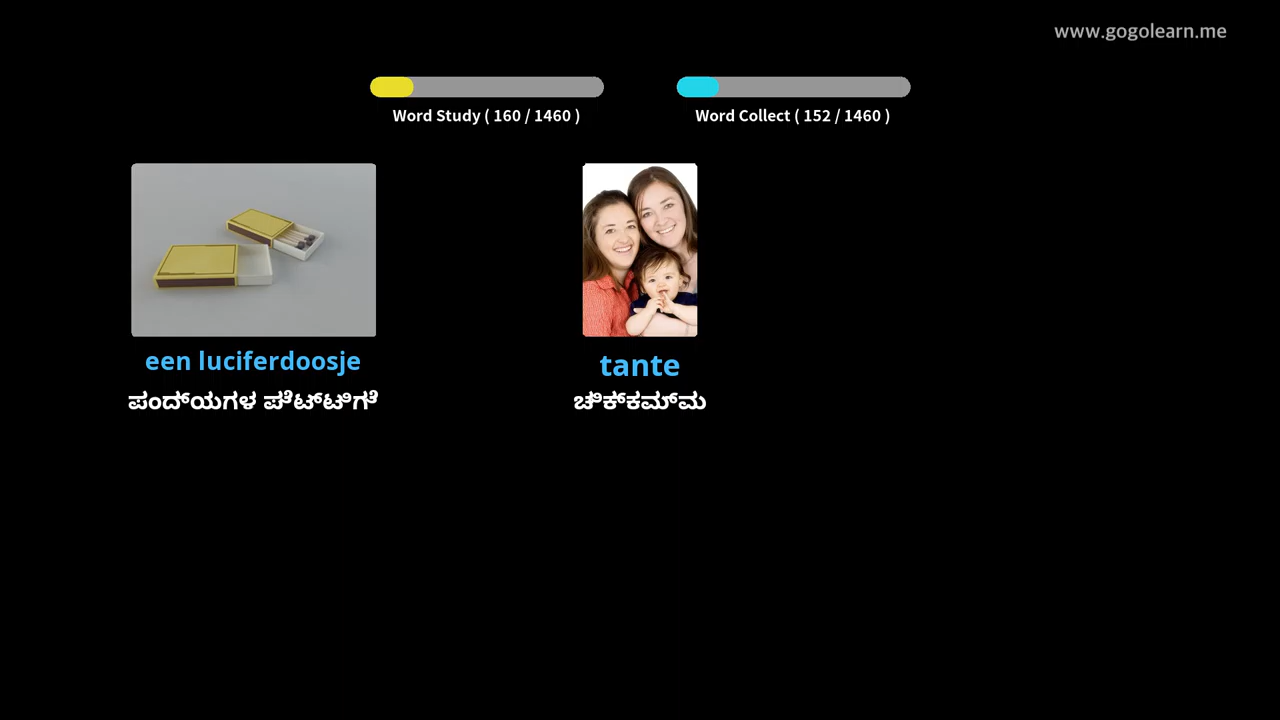 www.gogolearn.me
Word Study ( 160 / 1460 )
Word Collect ( 152 / 1460 )
een luciferdoosje
ಪಂದ್ಯಗಳ ಪೆಟ್ಟಿಗೆ
tante
ಚಿಕ್ಕಮ್ಮ